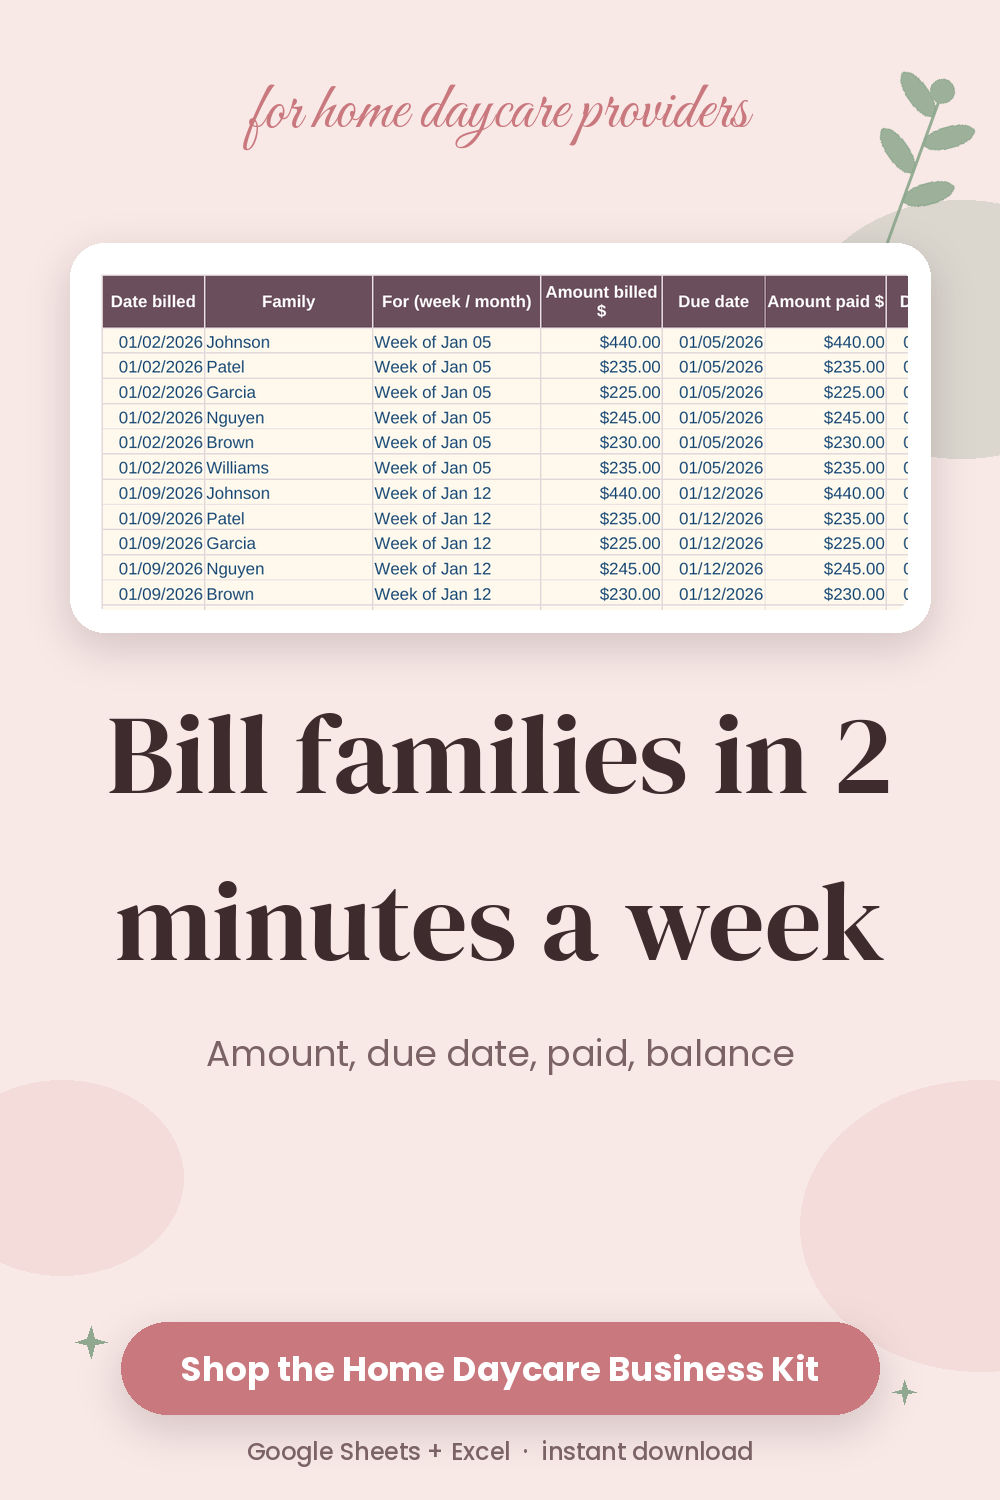 for home daycare providers
Date billed Family For (week / month) Amount billed $ Due date Amount paid $ D
01/02/2026 Johnson Week of Jan 05 $440.00 01/05/2026 $440.00
01/02/2026 Patel Week of Jan 05 $235.00 01/05/2026 $235.00
01/02/2026 Garcia Week of Jan 05 $225.00 01/05/2026 $225.00
01/02/2026 Nguyen Week of Jan 05 $245.00 01/05/2026 $245.00
01/02/2026 Brown Week of Jan 05 $230.00 01/05/2026 $230.00
01/02/2026 Williams Week of Jan 05 $235.00 01/05/2026 $235.00
01/09/2026 Johnson Week of Jan 12 $440.00 01/12/2026 $440.00
01/09/2026 Patel Week of Jan 12 $235.00 01/12/2026 $235.00
01/09/2026 Garcia Week of Jan 12 $225.00 01/12/2026 $225.00
01/09/2026 Nguyen Week of Jan 12 $245.00 01/12/2026 $245.00
01/09/2026 Brown Week of Jan 12 $230.00 01/12/2026 $230.00
Bill families in 2
minutes a week
Amount, due date, paid, balance
Shop the Home Daycare Business Kit
Google Sheets + Excel · instant download